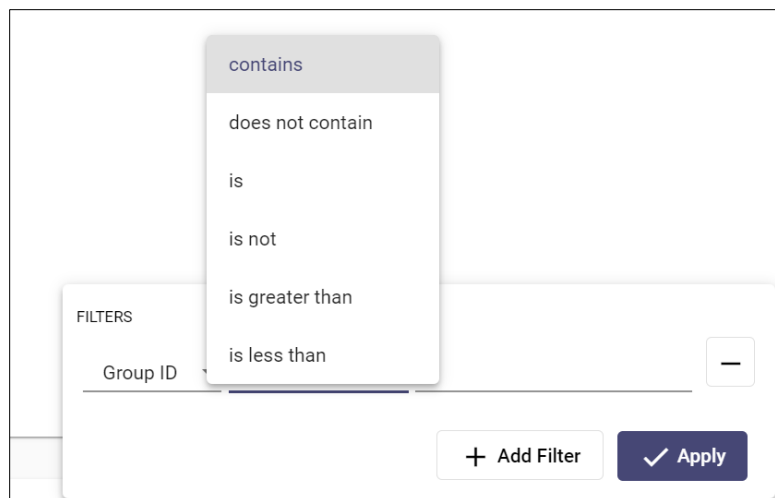 contains
does not contain
is
is not
is greater than
is less than
FILTERS
Group ID
Add Filter
Apply